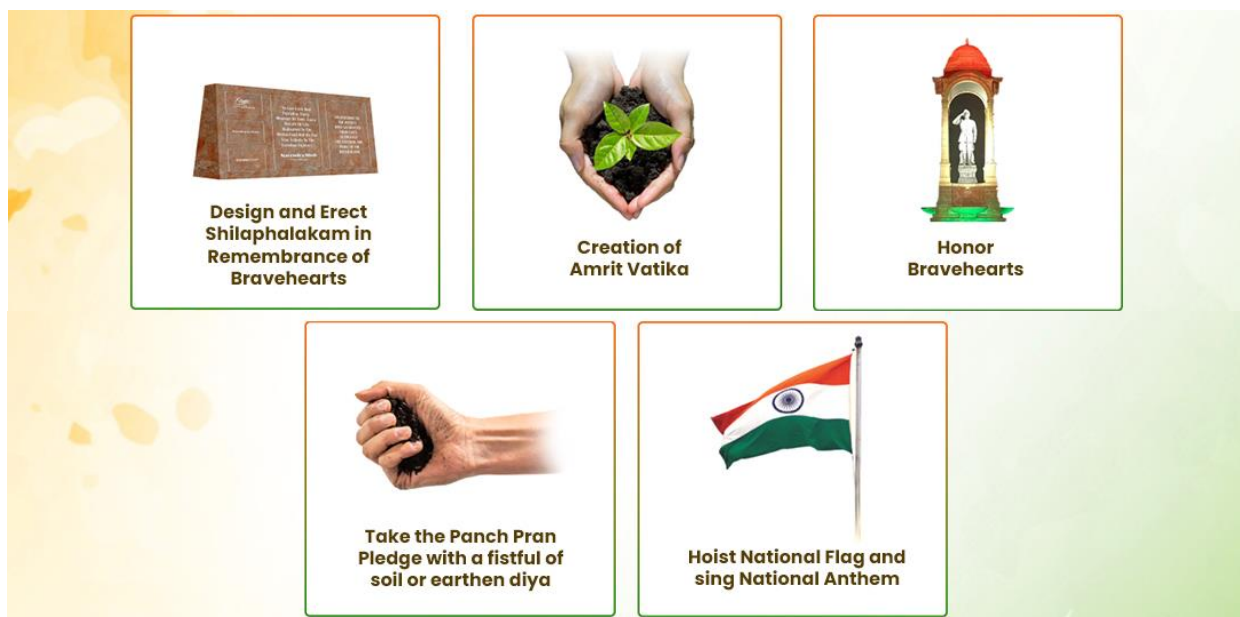 Design and Erect
Shilaphalakam in
Remembrance of
Bravehearts
Creation of
Amrit Vatika
Honor
Bravehearts
Take the Panch Pran
Pledge with a fistful of
soil or earthen diya
Hoist National Flag and
sing National Anthem